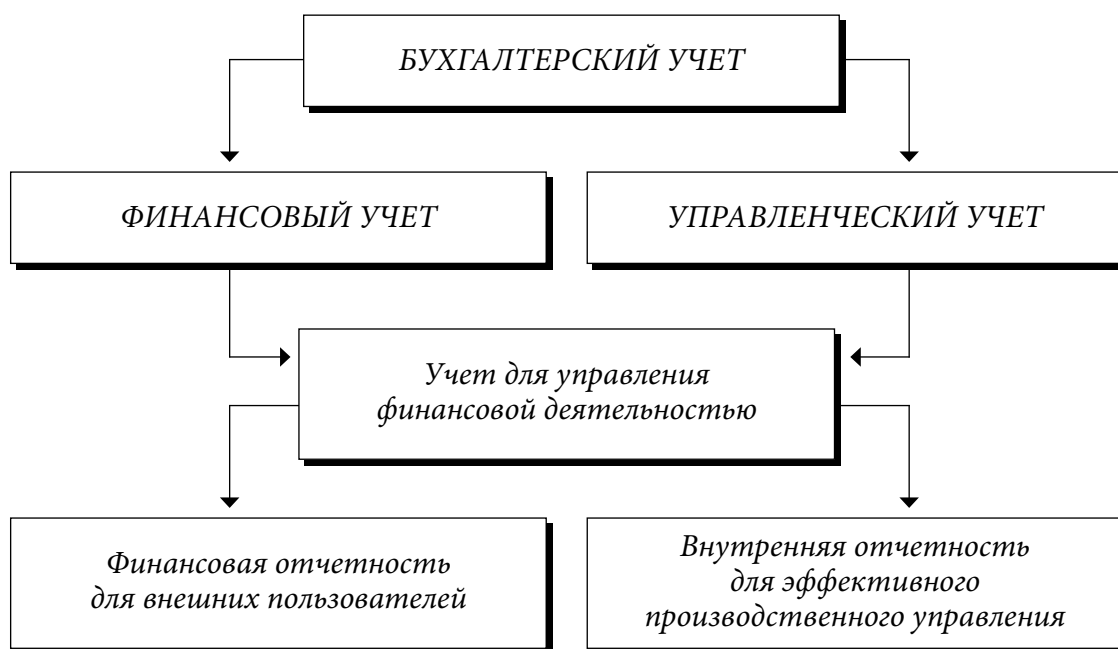 БУХГАЛТЕРСКИЙ УЧЕТ
ФИНАНСОВЫЙ УЧЕТ
УПРАВЛЕНЧЕСКИЙ УЧЕТ
Учет для управления
финансовой деятельностью
Финансовая отчетность
для внешних пользователей
Внутренняя отчетность
для эффективного
производственного управления